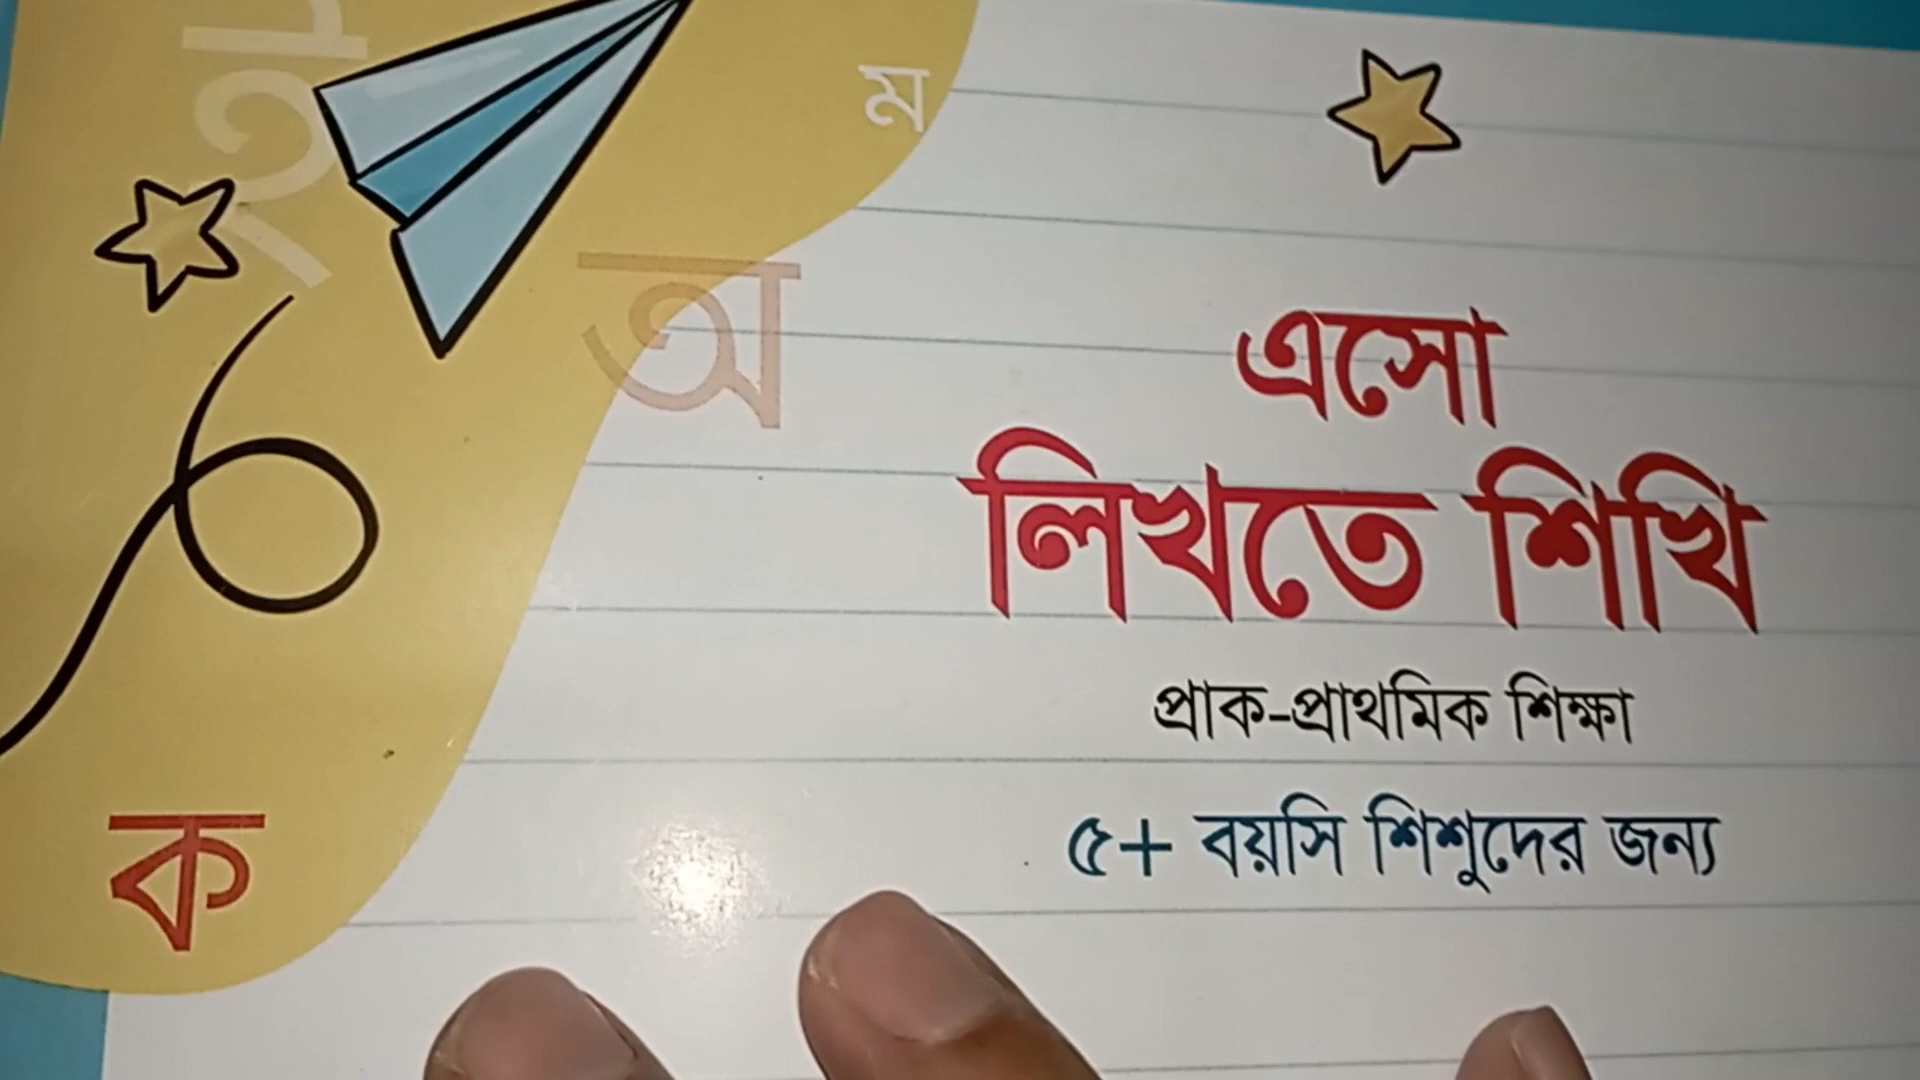 ই
ম
অ
এসো
লিখতে শিখি
প্রাক-প্রাথমিক শিক্ষা
৫+ বয়সি শিশুদের জন্য
ক